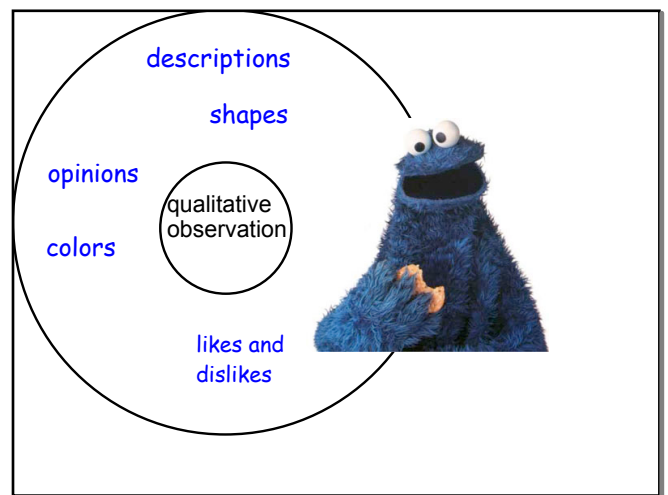 descriptions
shapes
opinions
qualitative
observation
colors
likes and
dislikes